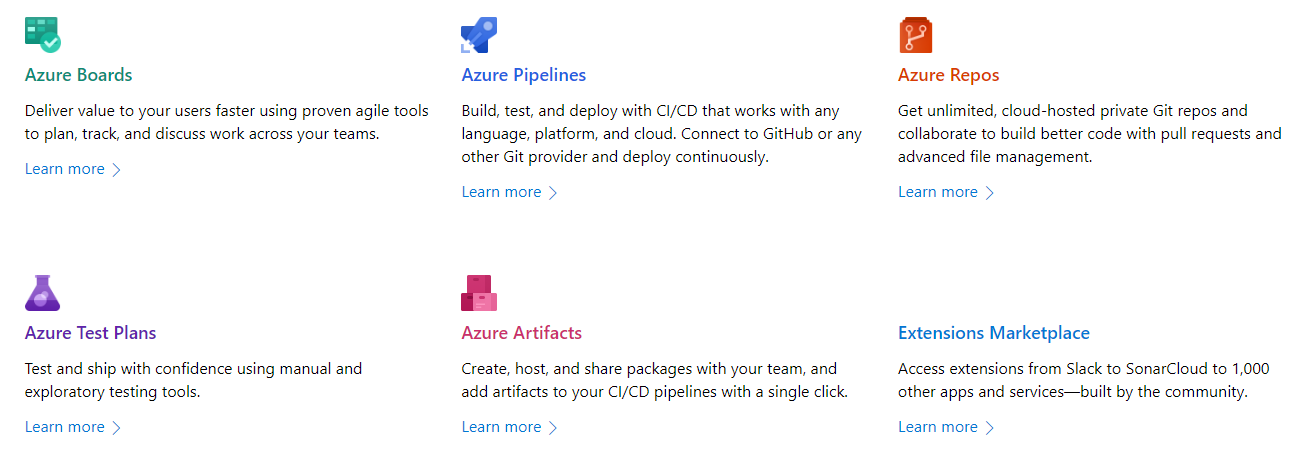 Azure Boards
Deliver value to your users faster using proven agile tools
to plan, track, and discuss work across your teams.
Learn more
Azure Pipelines
Build, test, and deploy with CI/CD that works with any
language, platform, and cloud. Connect to GitHub or any
other Git provider and deploy continuously.
Learn more
Azure Repos
Get unlimited, cloud-hosted private Git repos and
collaborate to build better code with pull requests and
advanced file management.
Learn more
Azure Test Plans
Test and ship with confidence using manual and
exploratory testing tools.
Learn more
Azure Artifacts
Create, host, and share packages with your team, and
add artifacts to your CI/CD pipelines with a single click.
Learn more
Extensions Marketplace
Access extensions from Slack to SonarCloud to 1,000
other apps and services—built by the community.
Learn more